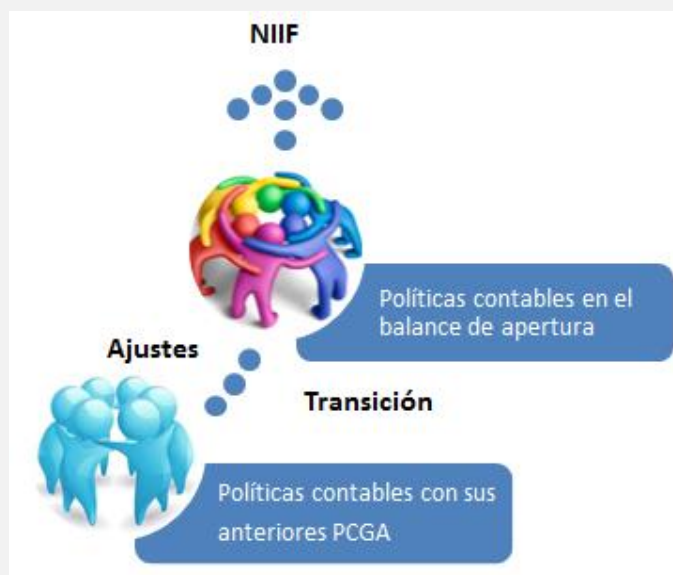 NIIF
Políticas contables en el
balance de apertura
Ajustes
Transición
Políticas contables con sus
anteriores PCGA